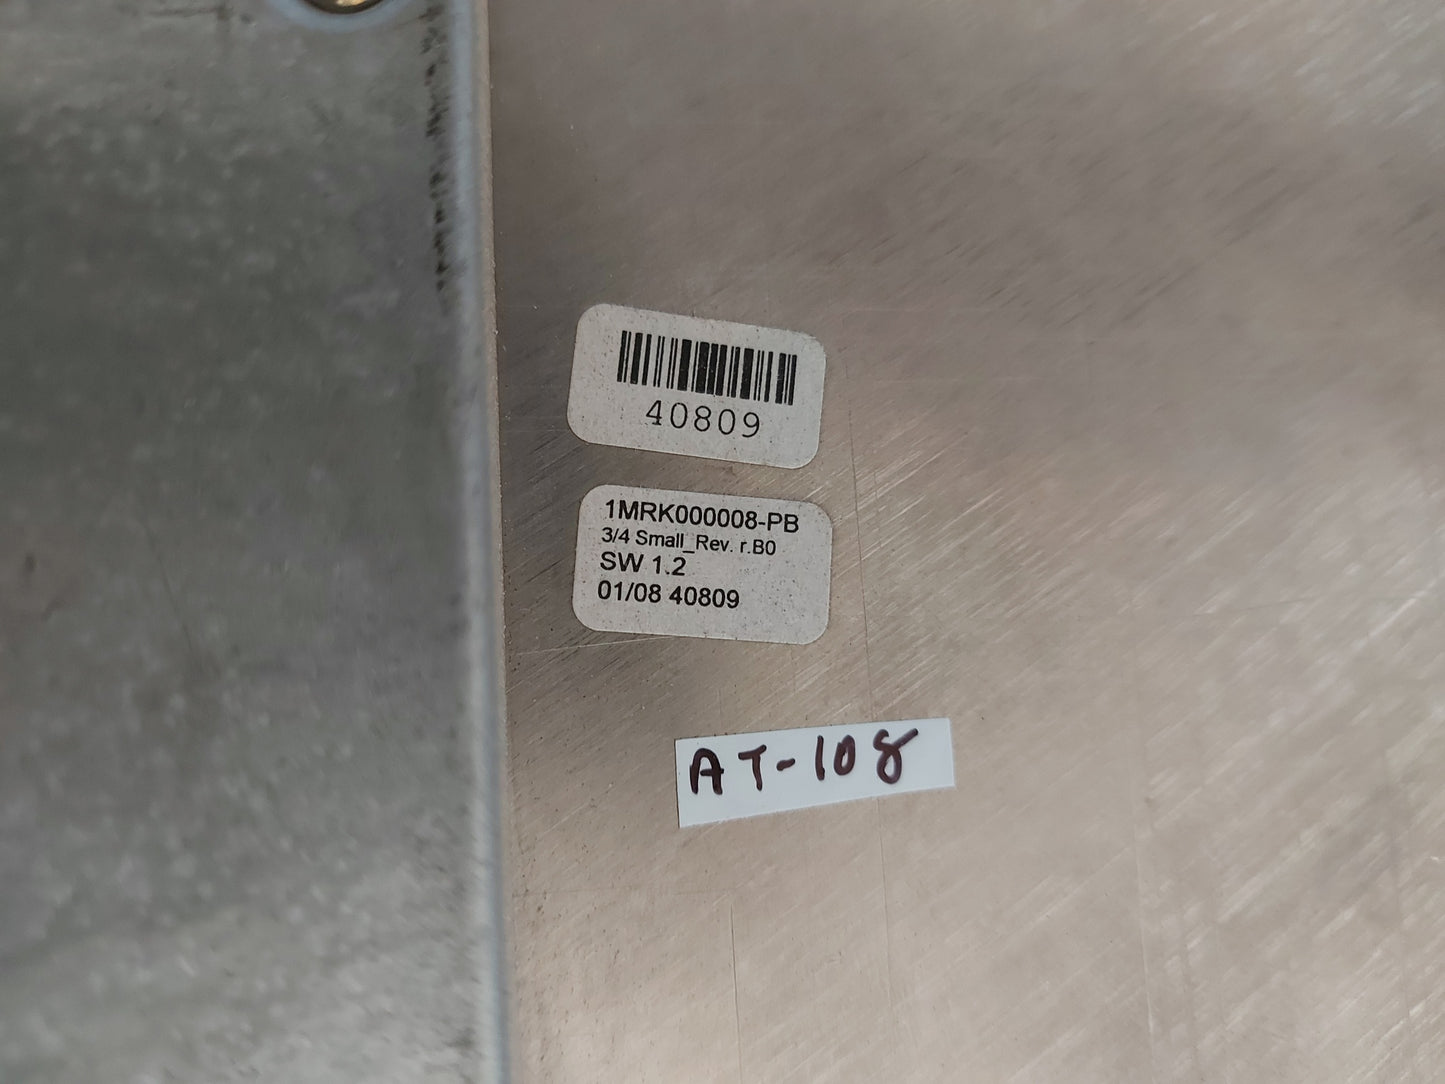 40809
1MRK000008-PB
3/4 Small_Rev. r.B0
SW 1.2
01/08 40809
AT-108